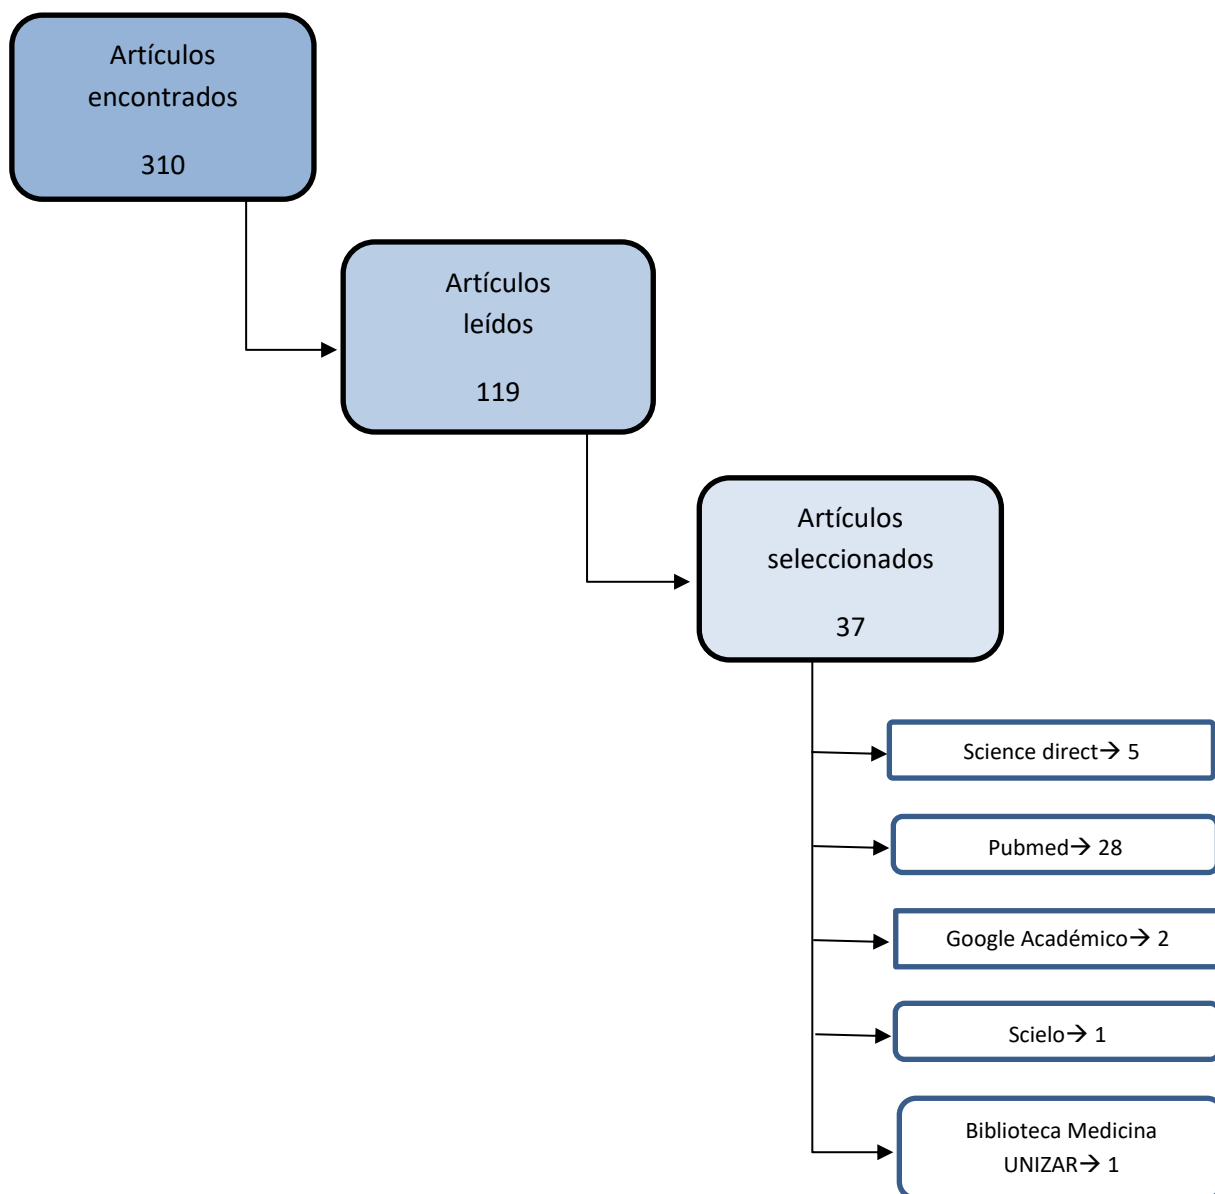 Artículos
encontrados
310
Artículos
leídos
119
Artículos
seleccionados
37
Science direct→ 5
Pubmed→ 28
Google Académico→ 2
Scielo→ 1
Biblioteca Medicina
UNIZAR→ 1